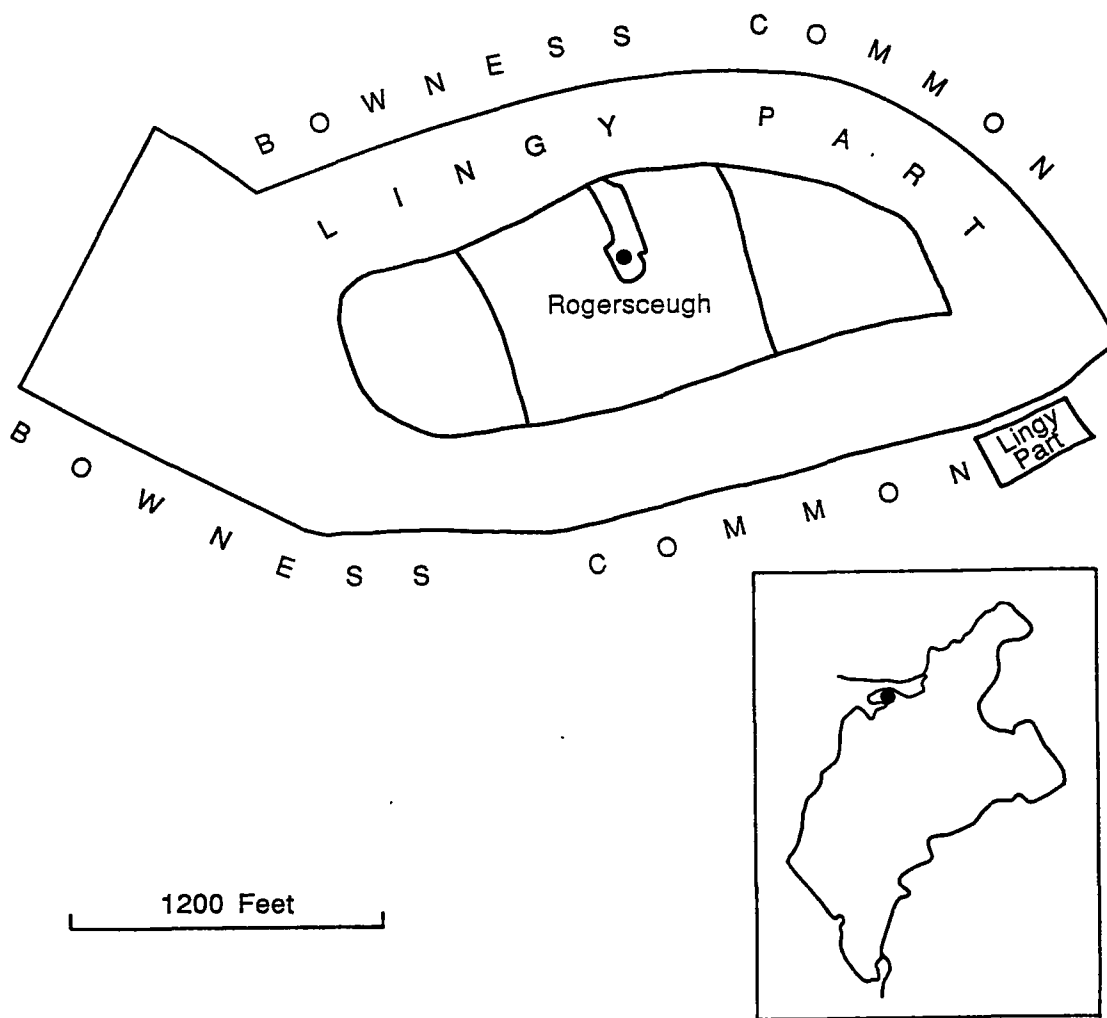 BOWNESS COMMON
LINGY PART
Rogersceugh
Lingy
Part
BOWNESS COMMON
1200 Feet